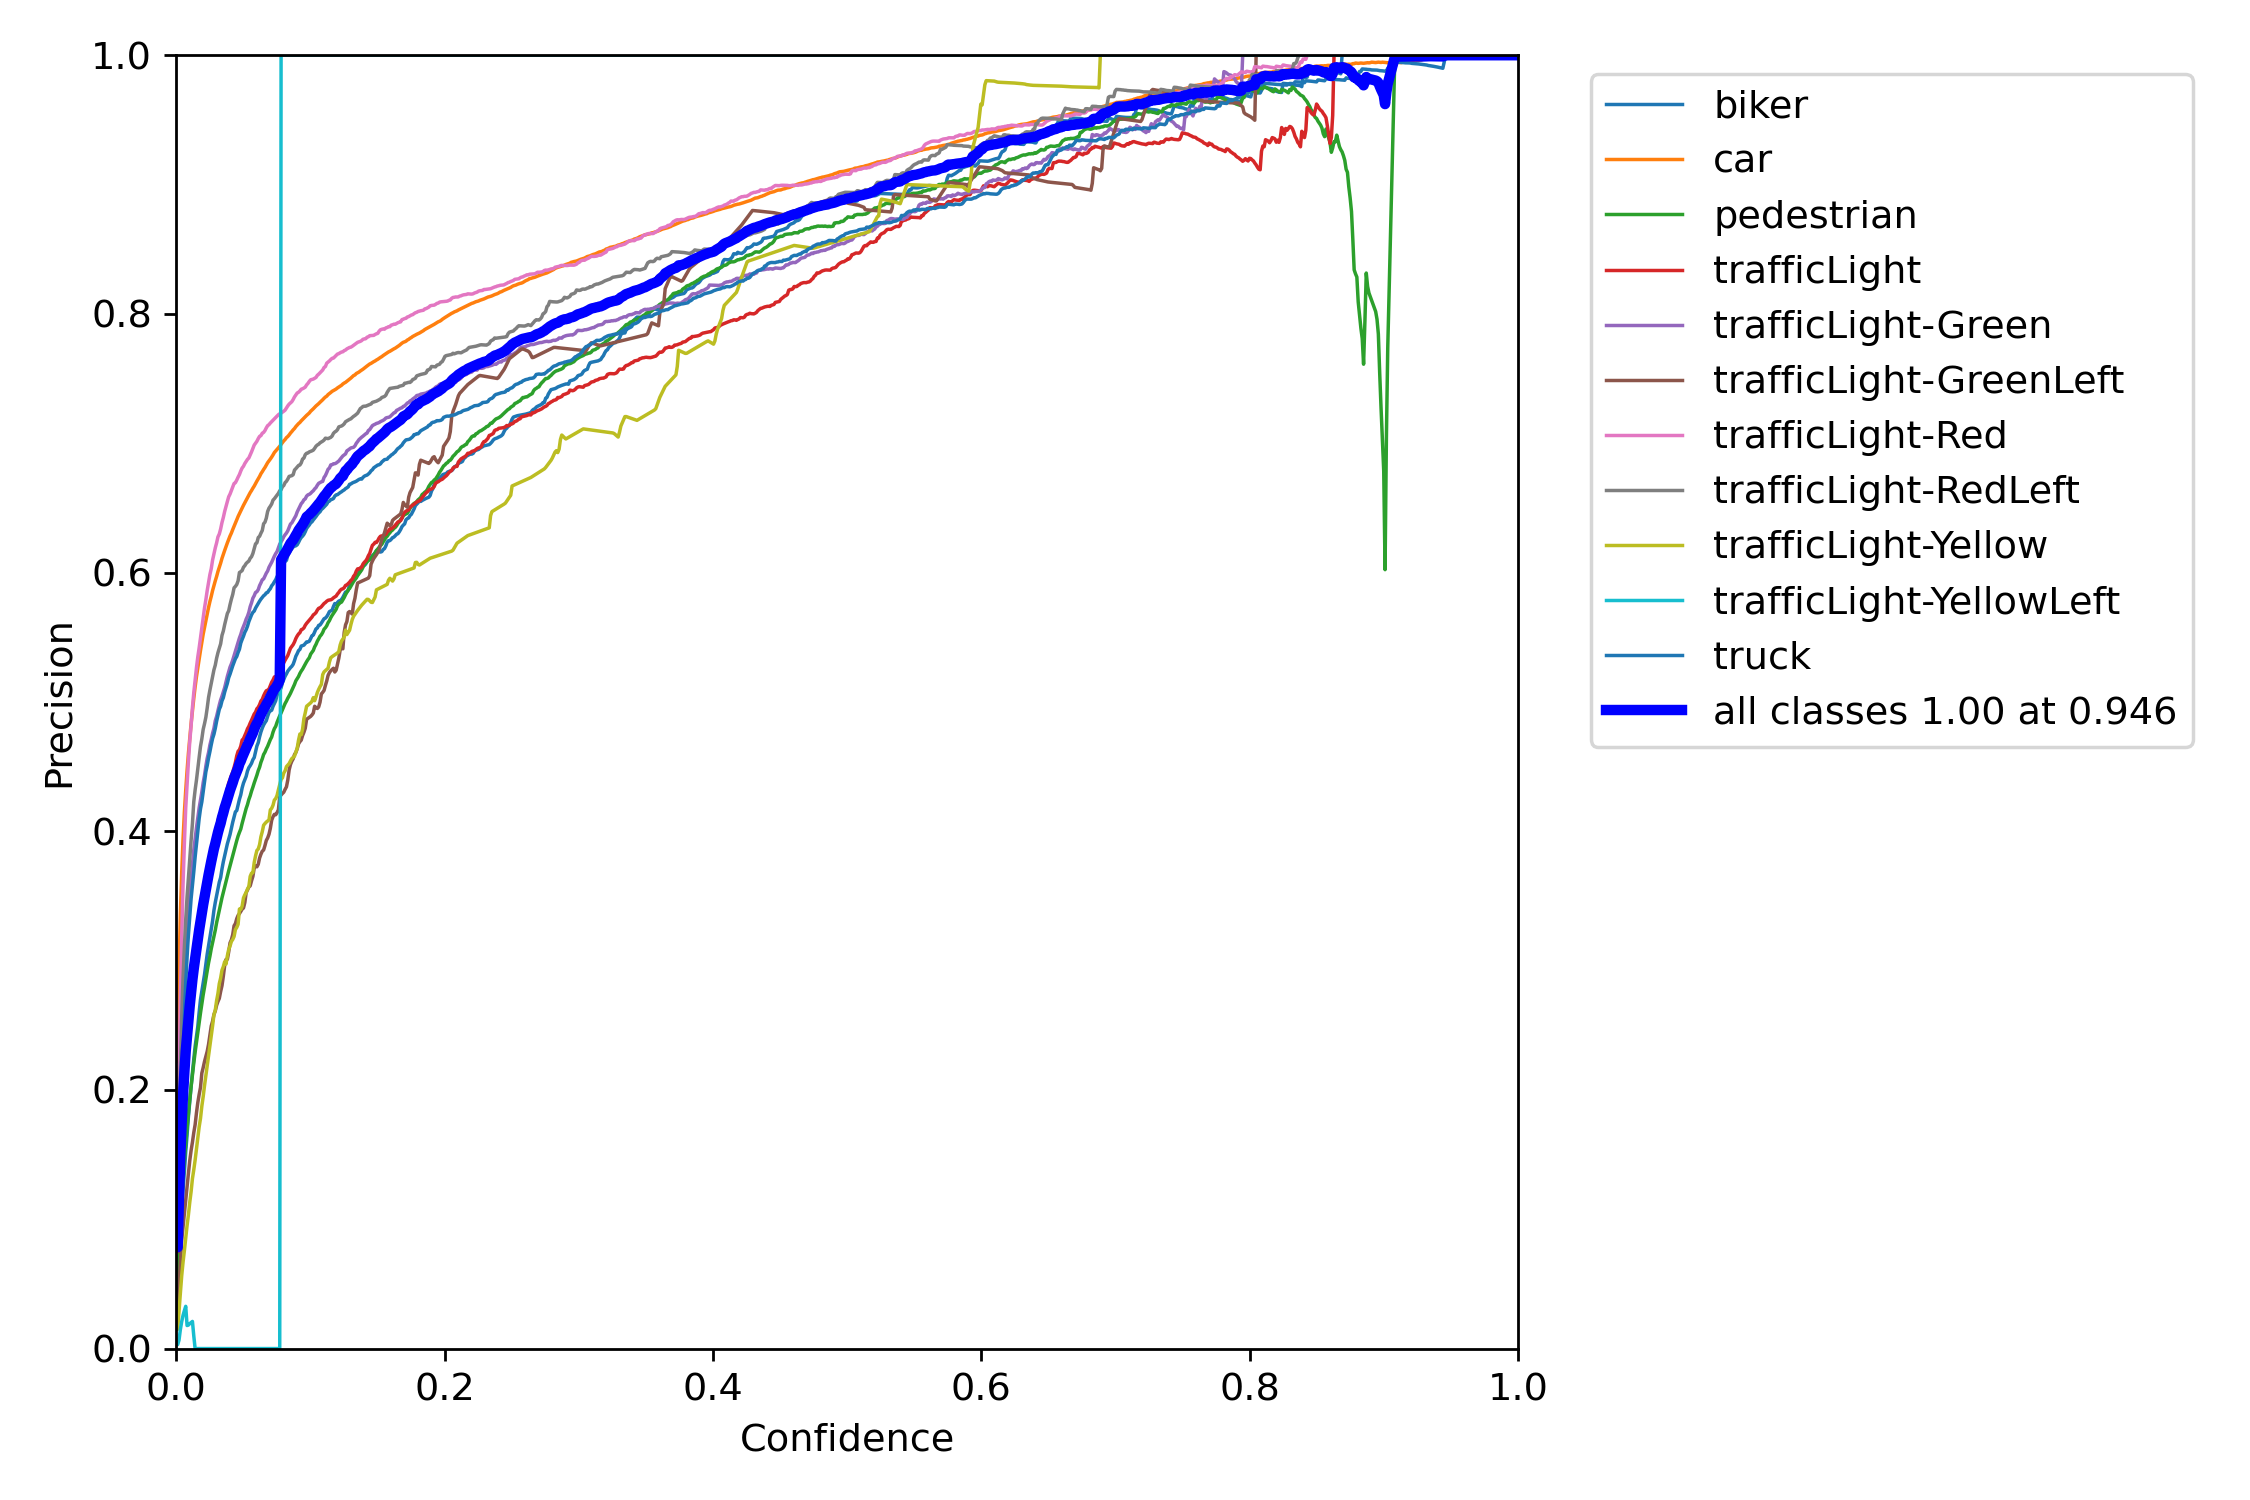 1.0
0.8
0.6
0.4
0.2
0.0
Precision
0.0 0.2 0.4 0.6 0.8 1.0
Confidence
biker
car
pedestrian
trafficLight
trafficLight-Green
trafficLight-GreenLeft
trafficLight-Red
trafficLight-RedLeft
trafficLight-Yellow
trafficLight-YellowLeft
truck
all classes 1.00 at 0.946